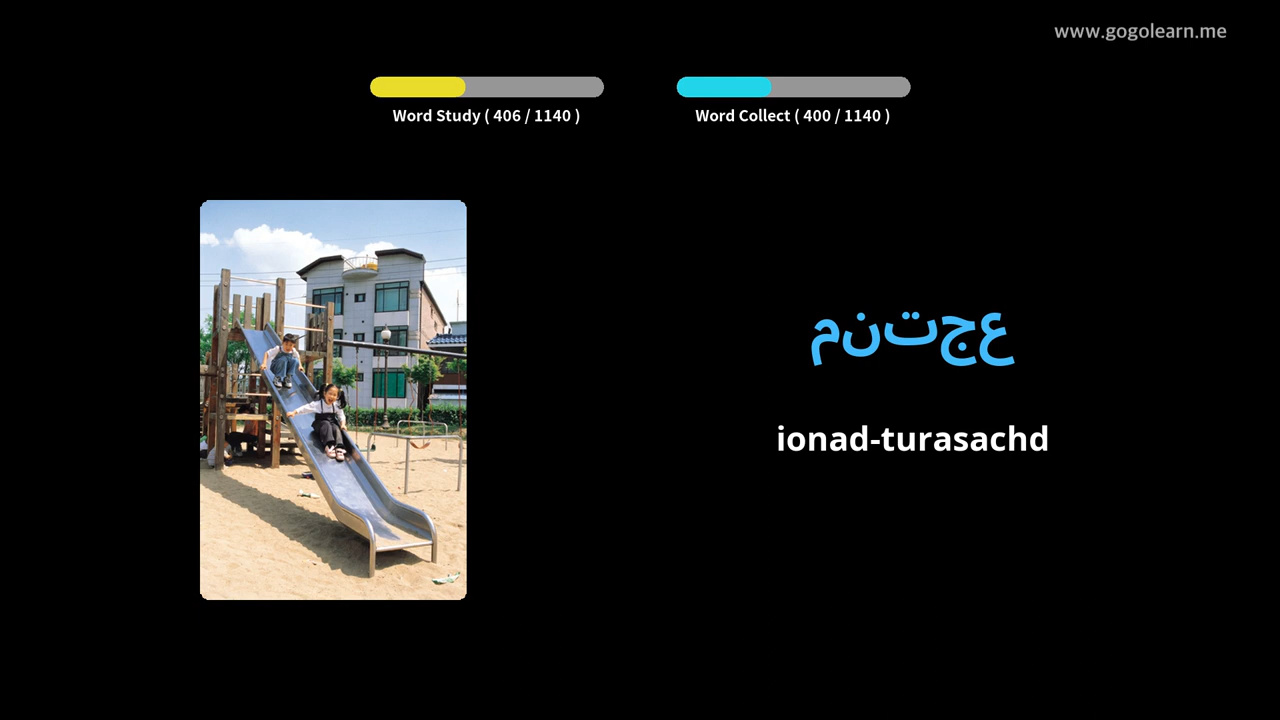 www.gogolearn.me
Word Study ( 406 / 1140 )
Word Collect ( 400 / 1140 )
منتجع
ionad-turasachd